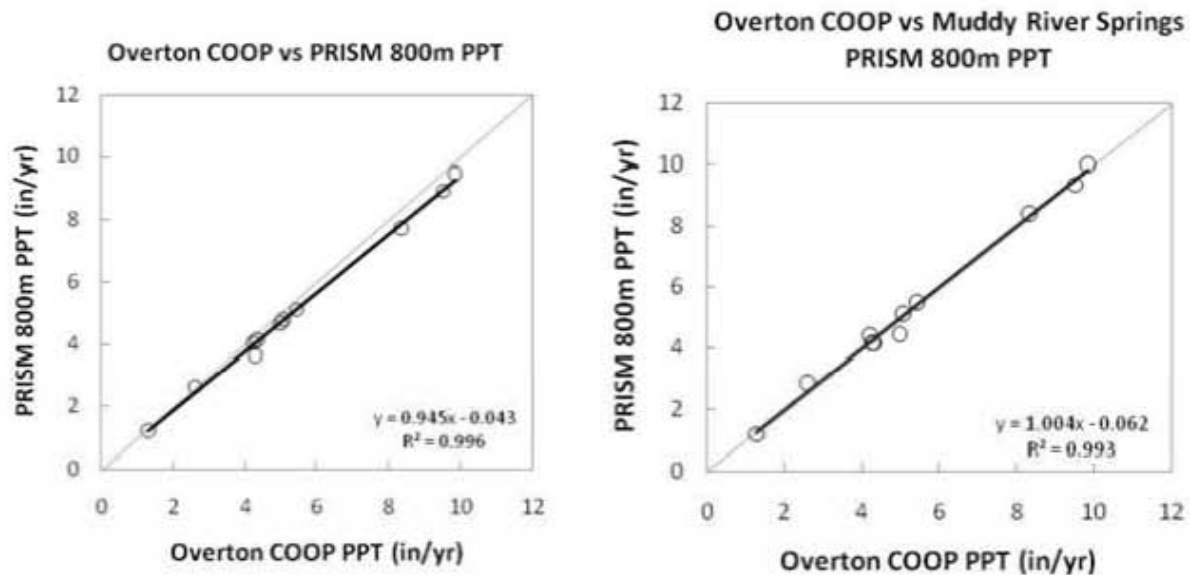 Overton COOP vs PRISM 800m PPT
12
10
8
6
4
2
0
PRISM 800m PPT (in/yr)
y = 0.945x - 0.043
R² = 0.996
0 2 4 6 8 10 12
Overton COOP PPT (in/yr)
Overton COOP vs Muddy River Springs
PRISM 800m PPT
12
10
8
6
4
2
0
PRISM 800m PPT (in/yr)
y = 1.004x - 0.062
R² = 0.993
0 2 4 6 8 10 12
Overton COOP PPT (in/yr)